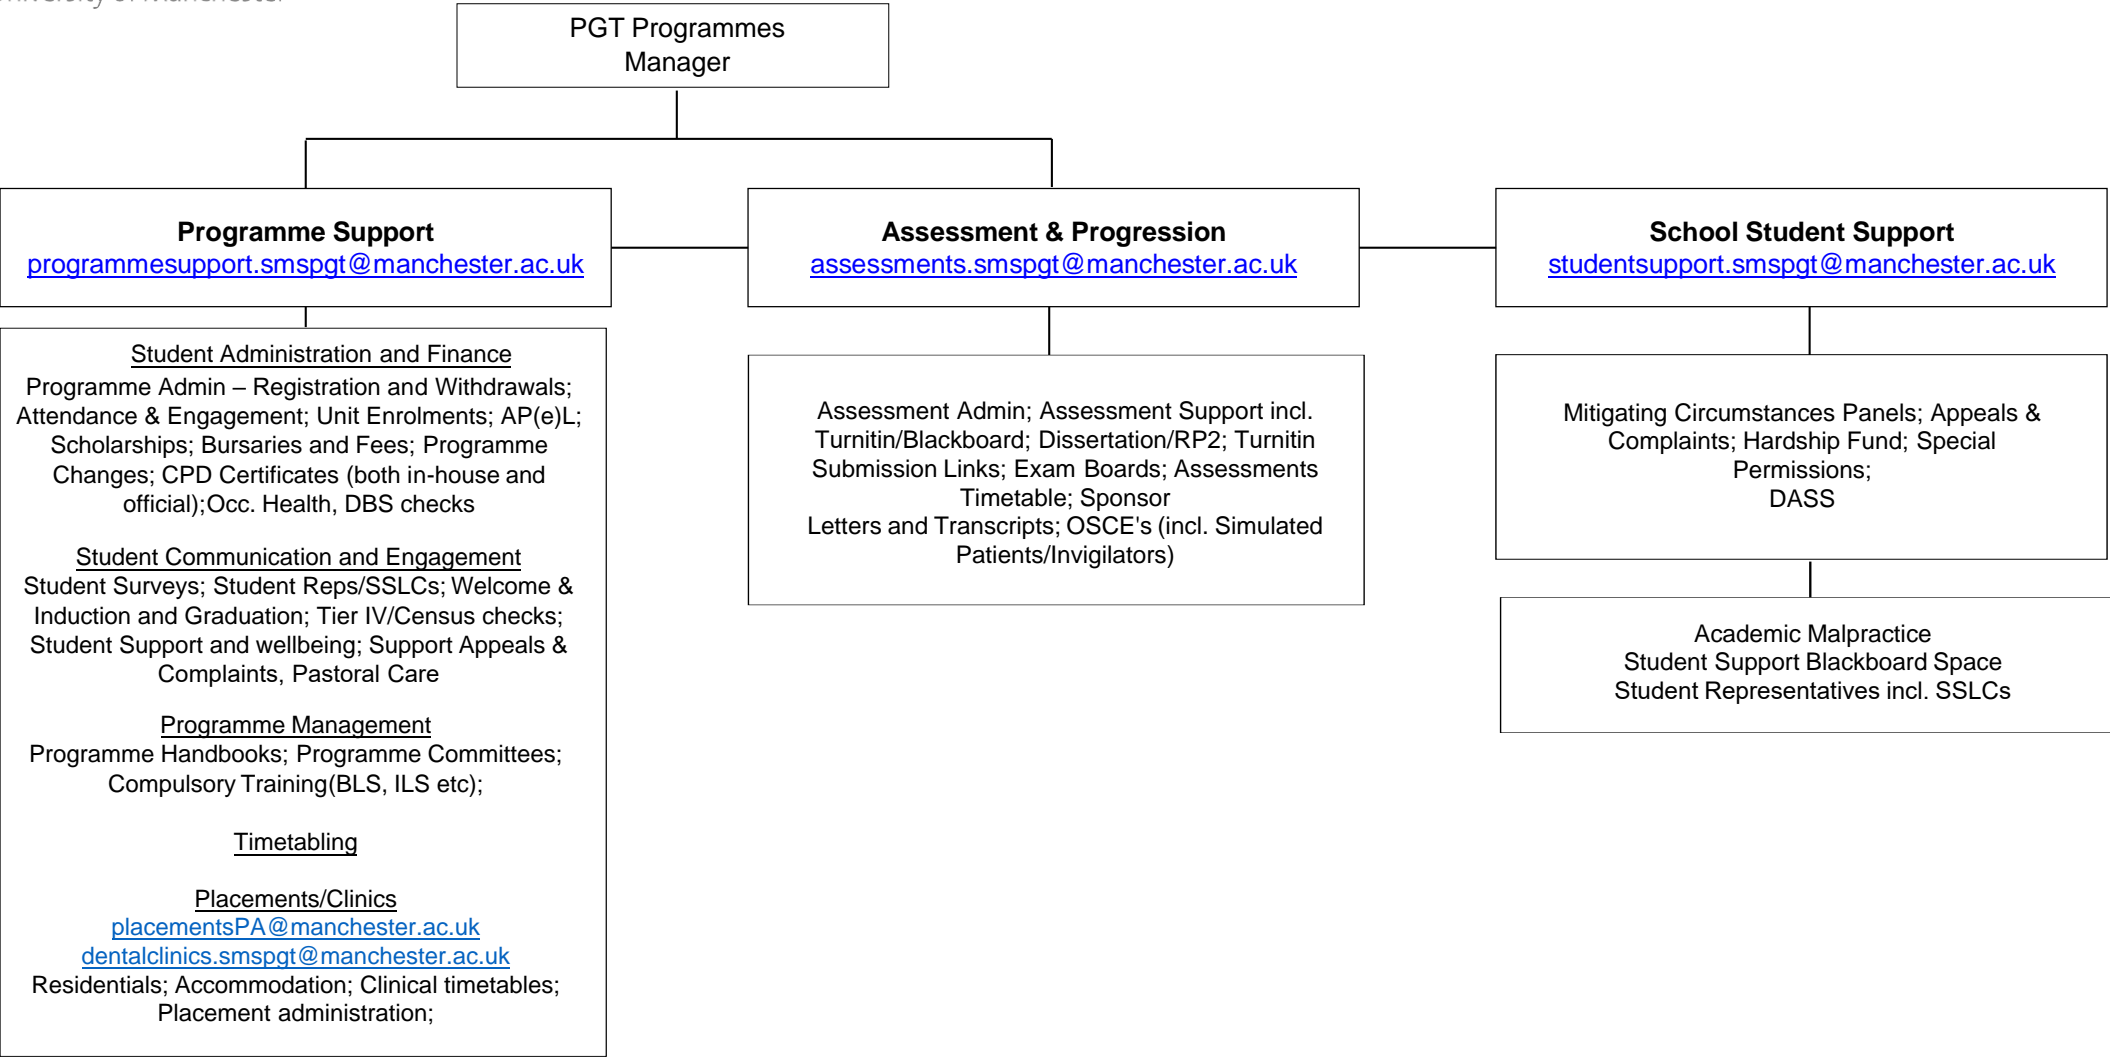 University of Manchester
PGT Programmes
Manager
Programme Support
programmesupport.smspgt@manchester.ac.uk
Assessment & Progression
assessments.smspgt@manchester.ac.uk
School Student Support
studentsupport.smspgt@manchester.ac.uk
Student Administration and Finance
Programme Admin – Registration and Withdrawals;
Attendance & Engagement; Unit Enrolments; AP(e)L;
Scholarships; Bursaries and Fees; Programme
Changes; CPD Certificates (both in-house and
official);Occ. Health, DBS checks
Student Communication and Engagement
Student Surveys; Student Reps/SSLCs; Welcome &
Induction and Graduation; Tier IV/Census checks;
Student Support and wellbeing; Support Appeals &
Complaints, Pastoral Care
Programme Management
Programme Handbooks; Programme Committees;
Compulsory Training(BLS, ILS etc);
Timetabling
Placements/Clinics
placementsPA@manchester.ac.uk
dentalclinics.smspgt@manchester.ac.uk
Residentials; Accommodation; Clinical timetables;
Placement administration;
Assessment Admin; Assessment Support incl.
Turnitin/Blackboard; Dissertation/RP2; Turnitin
Submission Links; Exam Boards; Assessments
Timetable; Sponsor
Letters and Transcripts; OSCE's (incl. Simulated
Patients/Invigilators)
Mitigating Circumstances Panels; Appeals &
Complaints; Hardship Fund; Special
Permissions;
DASS
Academic Malpractice
Student Support Blackboard Space
Student Representatives incl. SSLCs